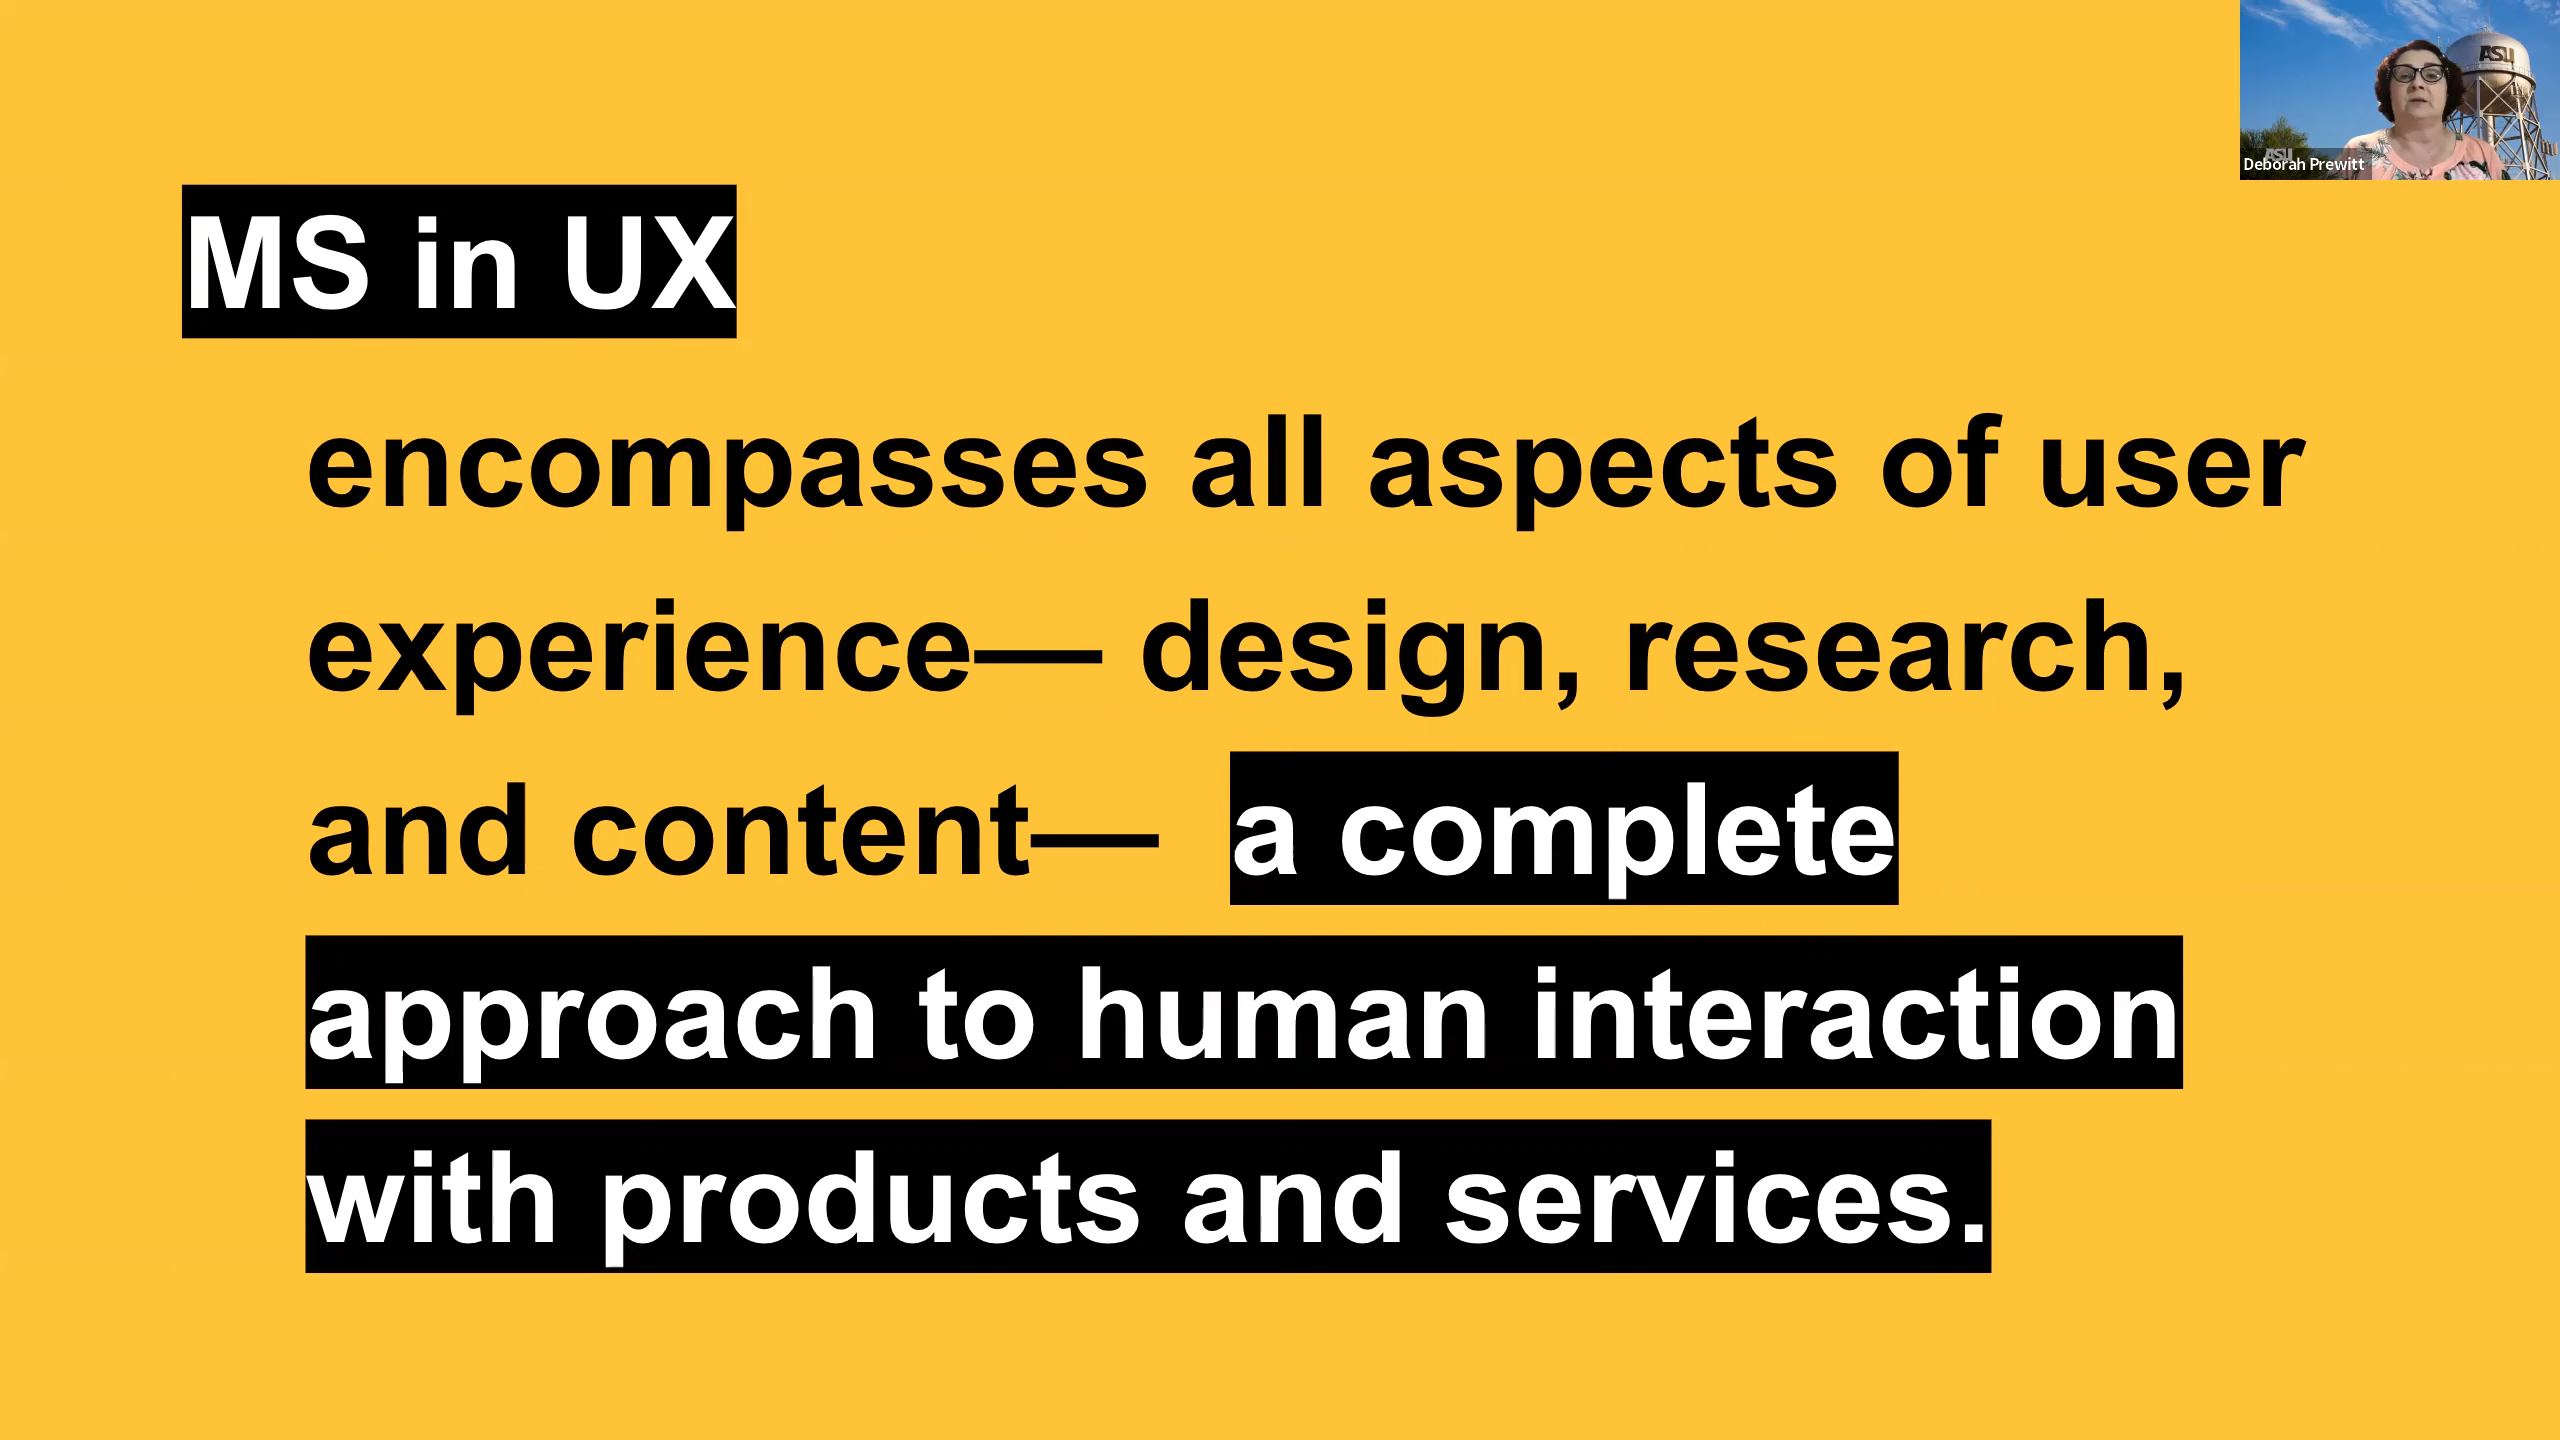 ASU
ASU
Deborah Prewitt
MS in UX
encompasses all aspects of user
experience— design, research,
and content— a complete
approach to human interaction
with products and services.